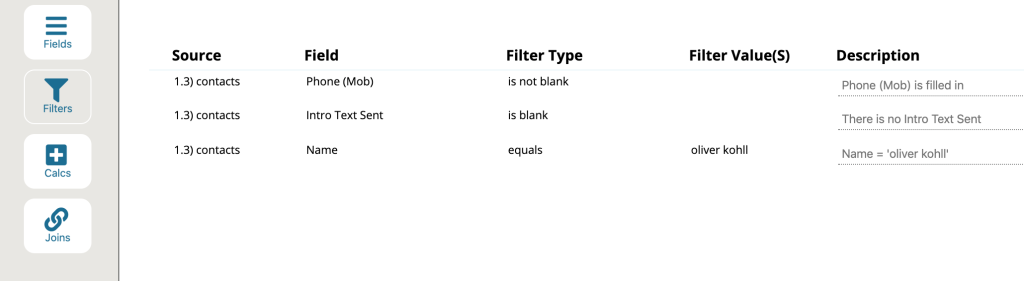 Fields
Filters
Calcs
Joins
Source Field Filter Type Filter Value(S) Description
1.3) contacts Phone (Mob) is not blank Phone (Mob) is filled in
1.3) contacts Intro Text Sent is blank There is no Intro Text Sent
1.3) contacts Name equals oliver kohll Name = 'oliver kohll'